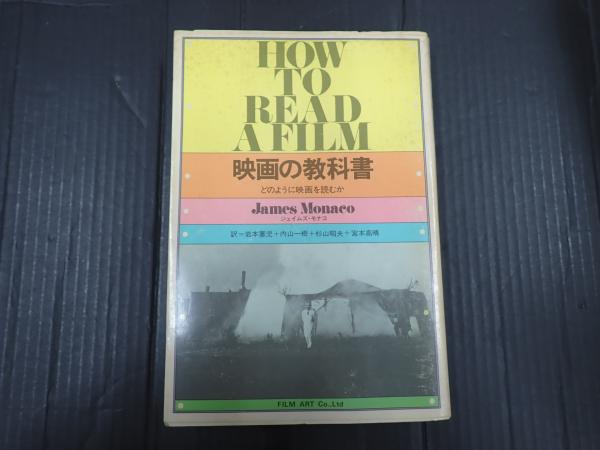 HOW
TO
READ
A FILM
映画の教科書
どのように映画を読むか
James Monaco
ジェイムズ・モナコ
訳=岩本憲児+内山一樹+杉山昭夫+宮本高晴
FILM ART Co.,Ltd